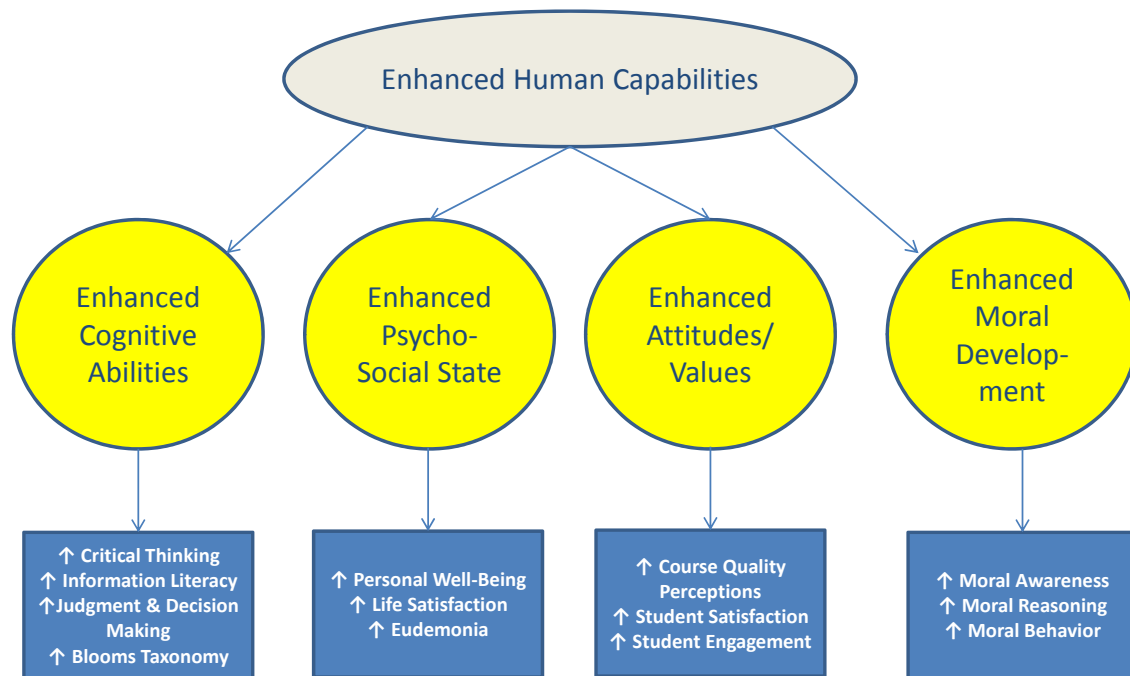 Enhanced Human Capabilities
Enhanced
Cognitive
Abilities
Enhanced
Psycho-
Social State
Enhanced
Attitudes/
Values
Enhanced
Moral
Develop-
ment
↑ Critical Thinking
↑ Information Literacy
↑Judgment & Decision
Making
↑ Blooms Taxonomy
↑ Personal Well-Being
↑ Life Satisfaction
↑ Eudemonia
↑ Course Quality
Perceptions
↑ Student Satisfaction
↑ Student Engagement
↑ Moral Awareness
↑ Moral Reasoning
↑ Moral Behavior